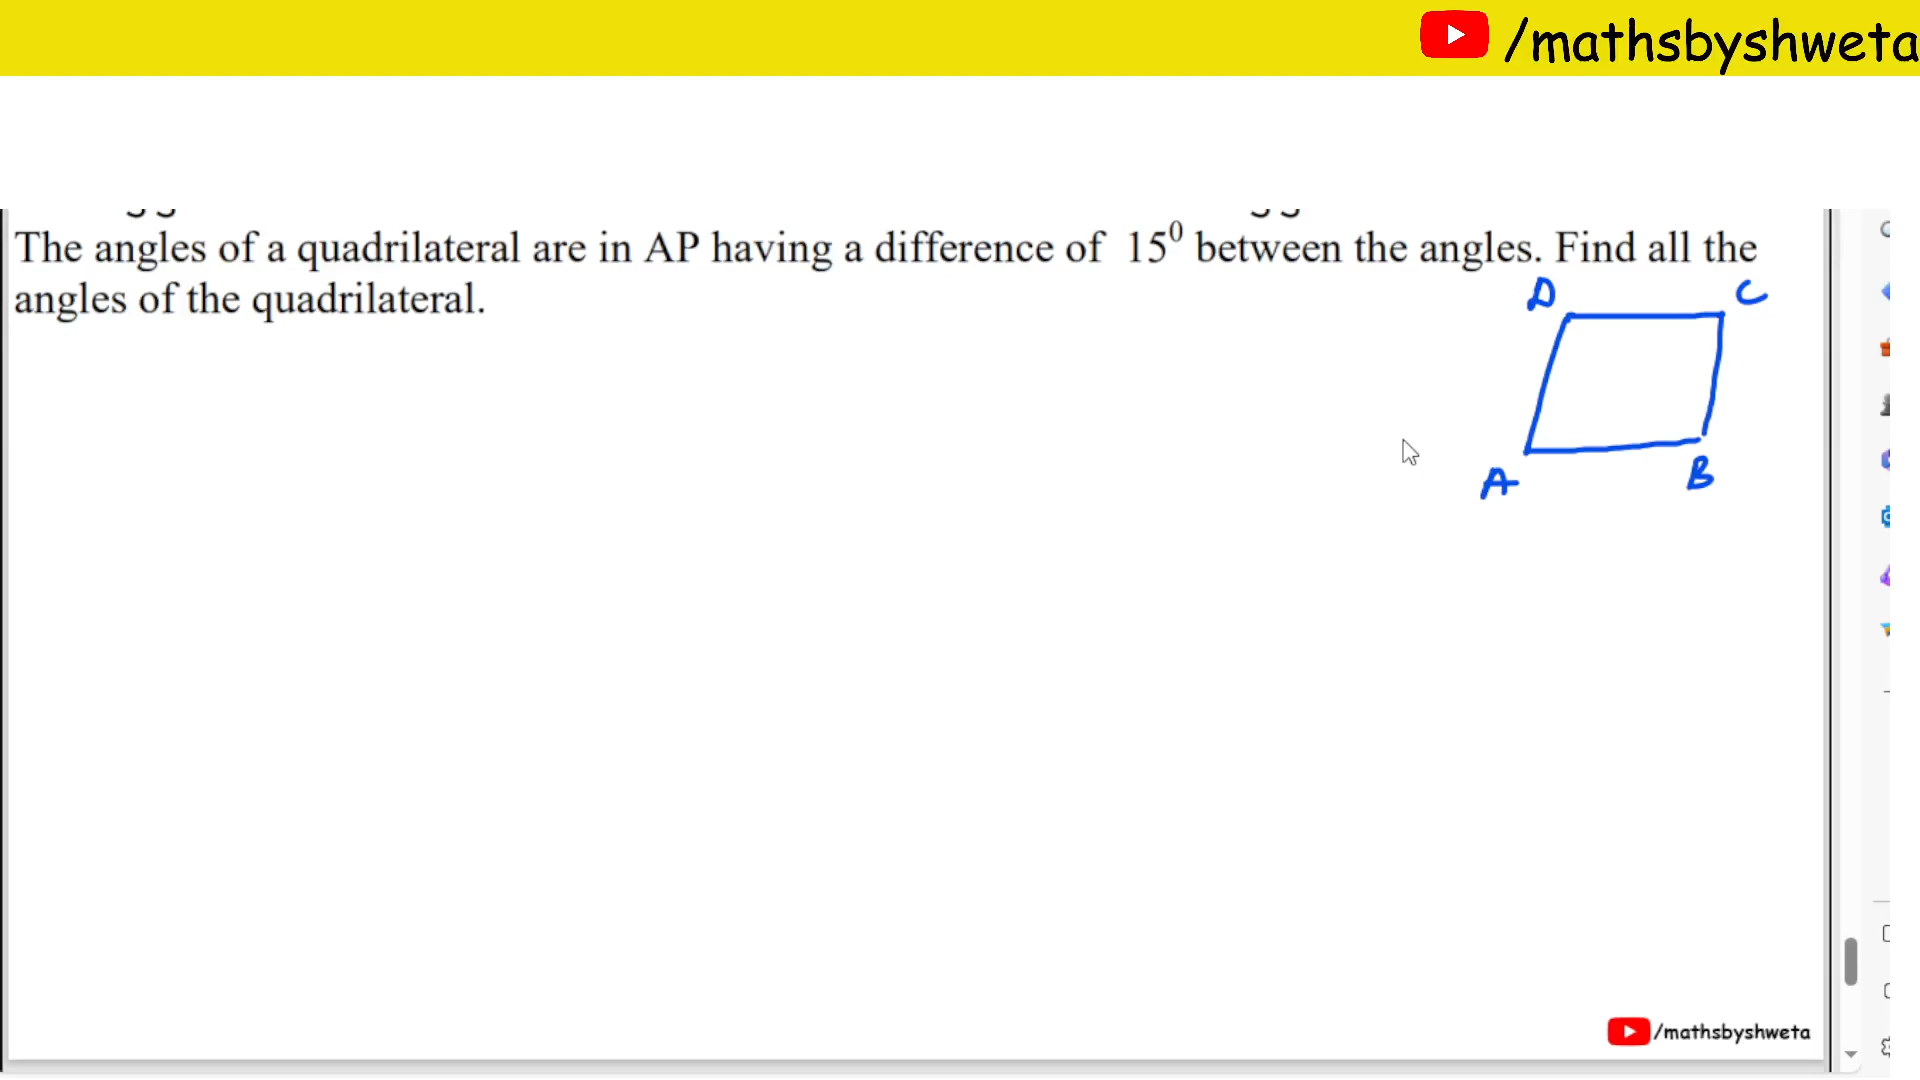 /mathsbyshweta
The angles of a quadrilateral are in AP having a difference of 15⁰ between the angles. Find all the
angles of the quadrilateral.
D C
A B
/mathsbyshweta